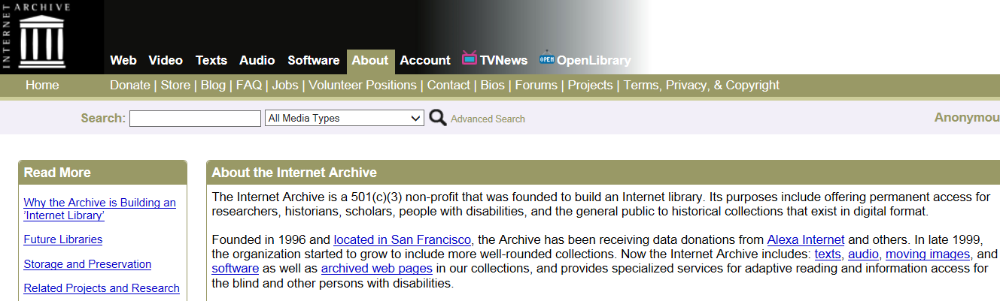 INTERNET ARCHIVE
Web Video Texts Audio Software About Account TVNews OPEN OpenLibrary
Home Donate | Store | Blog | FAQ | Jobs | Volunteer Positions | Contact | Bios | Forums | Projects | Terms, Privacy, & Copyright
Search: All Media Types Advanced Search Anonymou
Read More
Why the Archive is Building an
’Internet Library’
Future Libraries
Storage and Preservation
Related Projects and Research
About the Internet Archive
The Internet Archive is a 501(c)(3) non-profit that was founded to build an Internet library. Its purposes include offering permanent access for
researchers, historians, scholars, people with disabilities, and the general public to historical collections that exist in digital format.
Founded in 1996 and located in San Francisco, the Archive has been receiving data donations from Alexa Internet and others. In late 1999,
the organization started to grow to include more well-rounded collections. Now the Internet Archive includes: texts, audio, moving images, and
software as well as archived web pages in our collections, and provides specialized services for adaptive reading and information access for
the blind and other persons with disabilities.